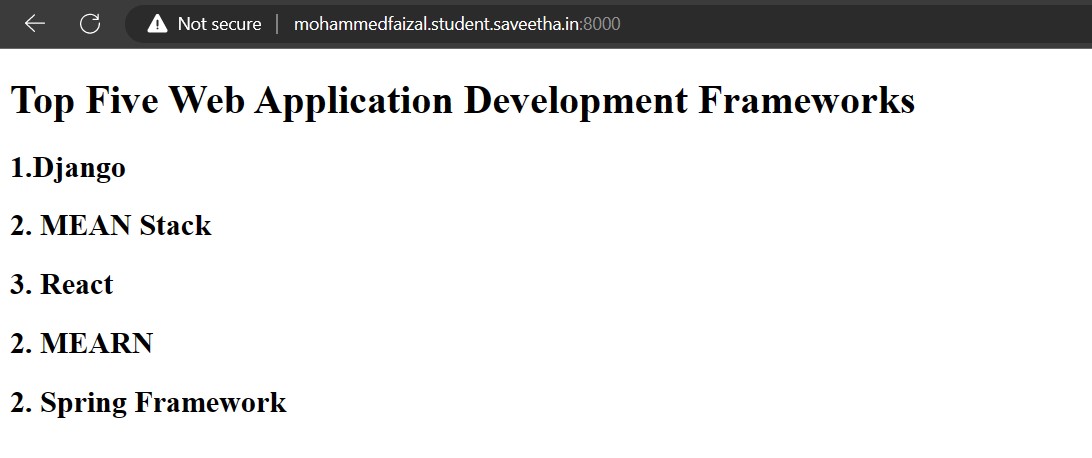 Not secure | mohammedfaizal.student.saveetha.in:8000
Top Five Web Application Development Frameworks
1.Django
2. MEAN Stack
3. React
2. MEARN
2. Spring Framework